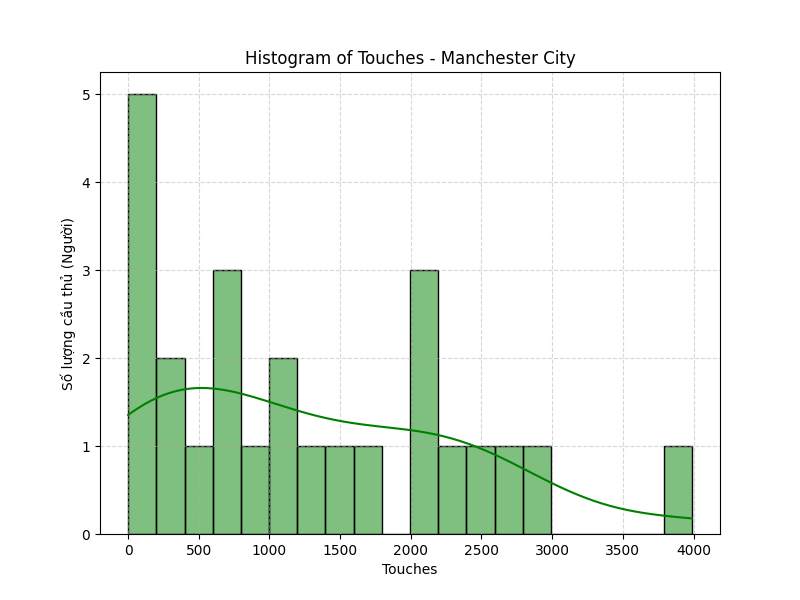 Histogram of Touches - Manchester City
Số lượng cầu thủ (Người)
5
4
3
2
1
0
0 500 1000 1500 2000 2500 3000 3500 4000
Touches